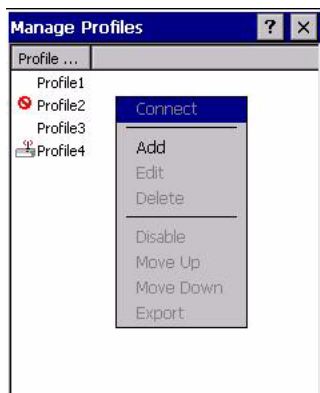 Manage Profiles ? ×
Profile ...
Profile1
Profile2
Profile3
Profile4
Connect
Add
Edit
Delete
Disable
Move Up
Move Down
Export